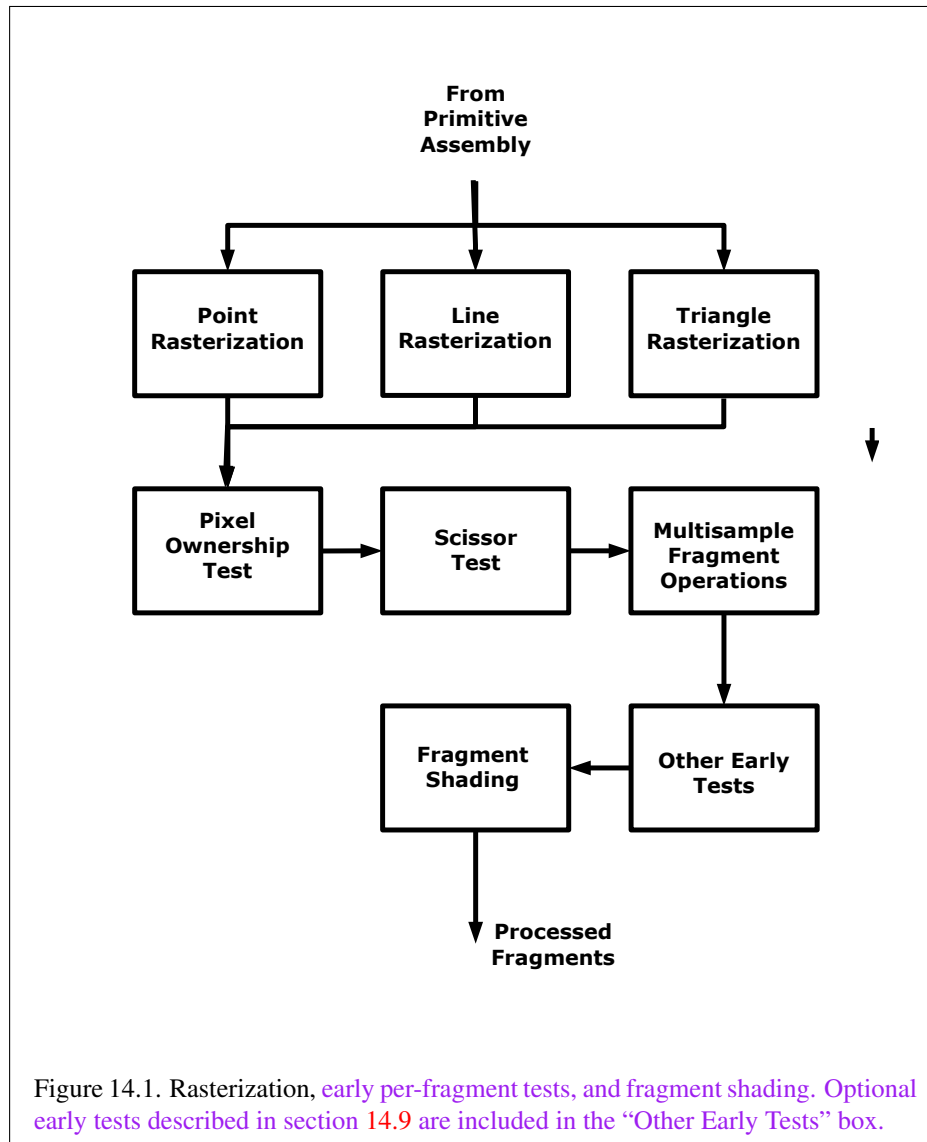 From
Primitive
Assembly
Point
Rasterization
Line
Rasterization
Triangle
Rasterization
Pixel
Ownership
Test
Scissor
Test
Multisample
Fragment
Operations
Fragment
Shading
Other Early
Tests
Processed
Fragments
Figure 14.1. Rasterization, early per-fragment tests, and fragment shading. Optional
early tests described in section 14.9 are included in the “Other Early Tests” box.